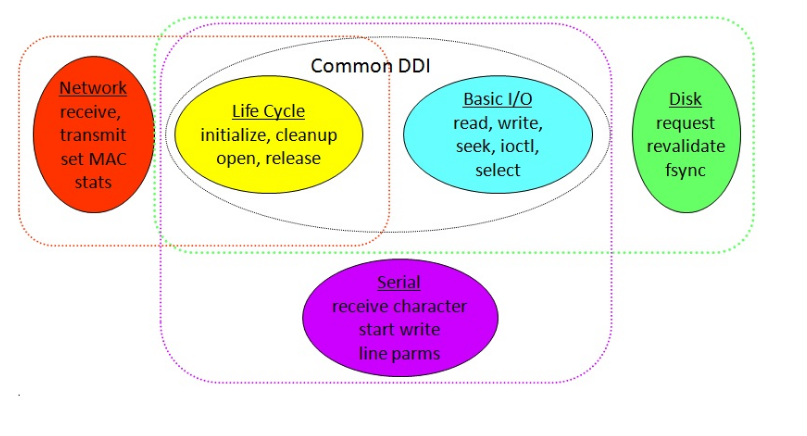 Common DDI
Network
receive,
transmit
set MAC
stats
Life Cycle
initialize, cleanup
open, release
Basic I/O
read, write,
seek, ioctl,
select
Disk
request
revalidate
fsync
Serial
receive character
start write
line parms